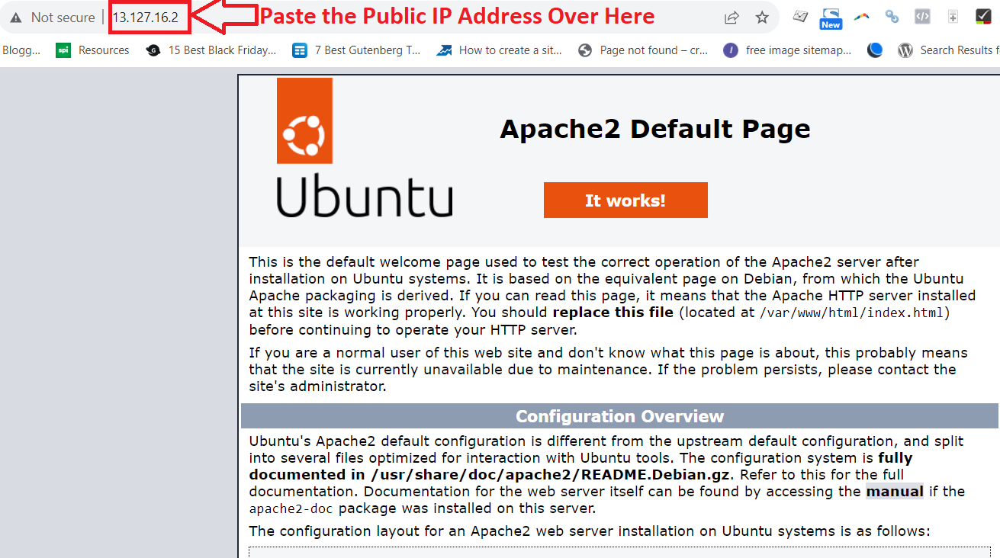 Not secure | 13.127.16.2 Paste the Public IP Address Over Here New
Blogg... spi Resources G 15 Best Black Friday... 7 Best Gutenberg T... How to create a sit... Page not found – cr... I free image sitemap... Search Results f
Apache2 Default Page
Ubuntu
It works!
This is the default welcome page used to test the correct operation of the Apache2 server after
installation on Ubuntu systems. It is based on the equivalent page on Debian, from which the Ubuntu
Apache packaging is derived. If you can read this page, it means that the Apache HTTP server installed
at this site is working properly. You should replace this file (located at /var/www/html/index.html)
before continuing to operate your HTTP server.
If you are a normal user of this web site and don't know what this page is about, this probably means
that the site is currently unavailable due to maintenance. If the problem persists, please contact the
site's administrator.
Configuration Overview
Ubuntu's Apache2 default configuration is different from the upstream default configuration, and split
into several files optimized for interaction with Ubuntu tools. The configuration system is fully
documented in /usr/share/doc/apache2/README.Debian.gz. Refer to this for the full
documentation. Documentation for the web server itself can be found by accessing the manual if the
apache2-doc package was installed on this server.
The configuration layout for an Apache2 web server installation on Ubuntu systems is as follows: